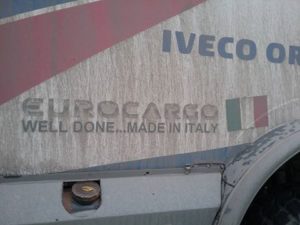 IVECO OR
EUROCARGO
WELL DONE...MADE IN ITALY